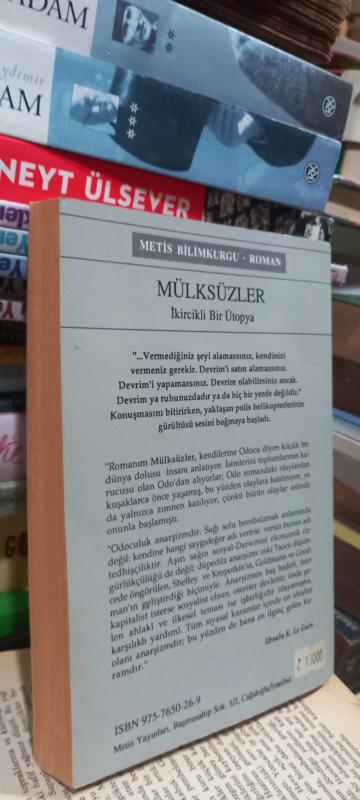 ADAM
aydemir
AM
NEYT ÜLSEVER
METİS BİLİMKURGU · ROMAN
MÜLKSÜZLER
İkircikli Bir Ütopya
"...Vermediğiniz şeyi alamazsınız, kendinizi
vermeniz gerekir. Devrim'i satın alamazsınız.
Devrim'i yapamazsınız. Devrim olabilirsiniz ancak.
Devrim ya ruhunuzdadır ya da hiç bir yerde değildir."
Konuşmasını bitirirken, yaklaşan polis helikopterlerinin
gürültüsü sesini boğmaya başladı.
"Romanım Mülksüzler, kendilerine Odocu diyen küçük bir
dünya dolusu insanı anlatıyor. İsimlerini toplumlarının ku-
rucusu olan Odo'dan alıyorlar; Odo romandaki olaylardan
kuşaklarca önce yaşamış, bu yüzden olaylara katılmıyor, ya
da yalnızca zımnen katılıyor, çünkü bütün olaylar aslında
onunla başlamıştı.
"Odoculuk anarşizmdir. Sağı solu bombalamak anlamında
değil: kendine hangi saygıdeğer adı verirse versin bunun adı
tedhişçiliktir. Aşırı sağın sosyal-Darwinist ekonomik öz-
gürlükçülüğü de değil; düpedüz anarşizm: eski Taocu düşün-
cede öngörülen, Shelley ve Kropotkin'in, Goldmann ve Good-
man'ın geliştirdiği biçimiyle. Anarşizmin baş hedefi, ister
kapitalist isterse sosyalist olsun, otoriter devlettir; önde ge-
len ahlaki ve ilkesel teması ise işbirliğidir (dayanışma,
karşılıklı yardım). Tüm siyasal kuramlar içinde en idealist
olanı anarşizmdir; bu yüzden de bana en ilginç gelen ku-
ramdır."
Ursula K. Le Guin
13000
ISBN 975-7650-26-9
Metis Yayınları, Başmusahip Sok. 3/2, Cağaloğlu/İstanbul